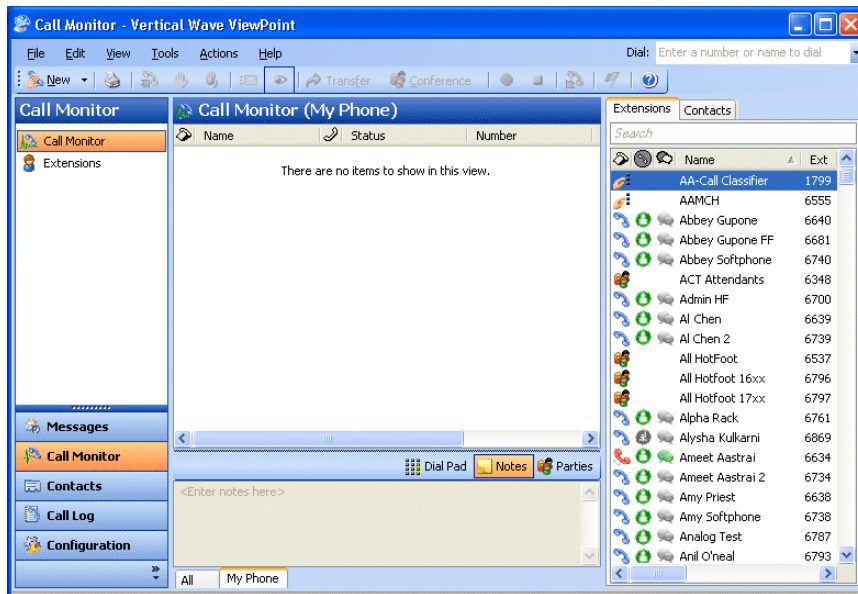 Call Monitor - Vertical Wave ViewPoint
File Edit View Tools Actions Help
Dial: Enter a number or name to dial
New Transfer Conference
Call Monitor
Call Monitor
Extensions
Messages
Call Monitor
Contacts
Call Log
Configuration
Call Monitor (My Phone)
Name Status Number
There are no items to show in this view.
Dial Pad Notes Parties
<Enter notes here>
All My Phone
Extensions Contacts
Search
Name Ext
AA-Call Classifier 1799
AAMCH 6555
Abbey Gupone 6640
Abbey Gupone FF 6681
Abbey Softphone 6740
ACT Attendants 6348
Admin HF 6700
Al Chen 6639
Al Chen 2 6739
All HotFoot 6537
All Hotfoot 16xx 6796
All Hotfoot 17xx 6797
Alpha Rack 6761
Alysha Kulkarni 6869
Ameet Aastrai 6634
Ameet Aastrai 2 6734
Amy Priest 6638
Amy Softphone 6738
Analog Test 6787
Anil O'neal 6793